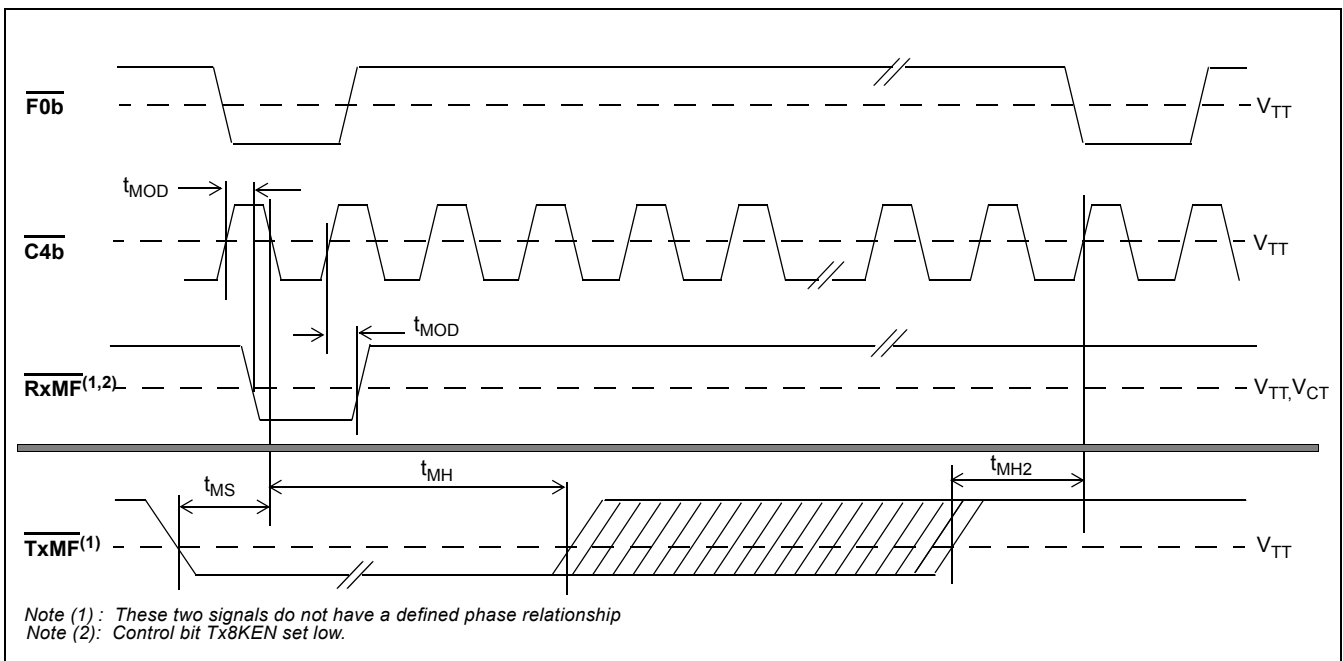 F0b
VTT
tMOD
C4b
VTT
tMOD
RxMF(1,2)
VTT,VCT
tMS
tMH
tMH2
TxMF(1)
VTT
Note (1) : These two signals do not have a defined phase relationship
Note (2): Control bit Tx8KEN set low.